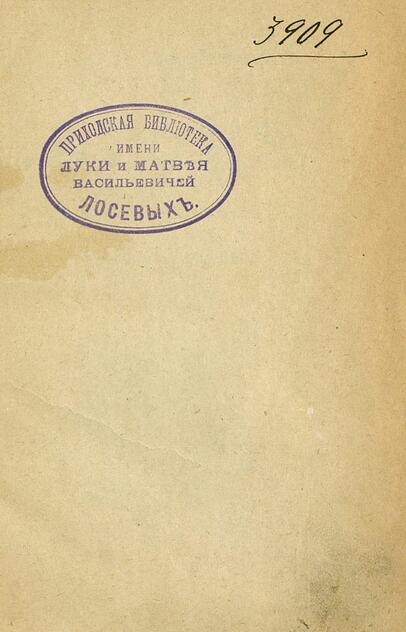 3909
ПРИХОДСКАЯ БИБЛІОТЕКА
ИМЕНИ
ЛУКИ и МАТВѢЯ
ВАСИЛЬЕВИЧЕЙ
ЛОСЕВЫХЪ.